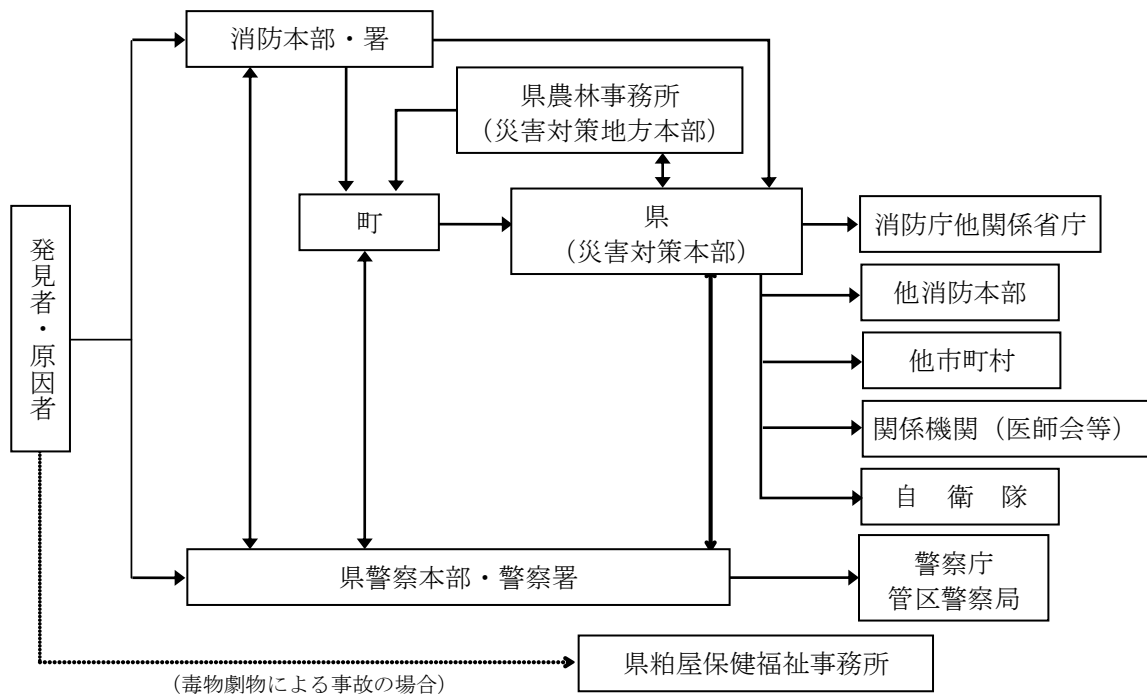 消防本部・署
県農林事務所
（災害対策地方本部）
町
県
（災害対策本部）
消防庁他関係省庁
発見者・原因者
他消防本部
他市町村
関係機関（医師会等）
自　衛　隊
県警察本部・警察署
警察庁
管区警察局
県粕屋保健福祉事務所
（毒物劇物による事故の場合）